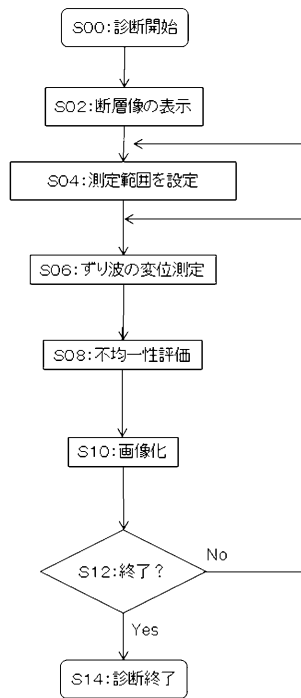 S00:診断開始
S02:断層像の表示
S04:測定範囲を設定
S06:ずり波の変位測定
S08:不均一性評価
S10:画像化
S12:終了?
No
Yes
S14:診断終了